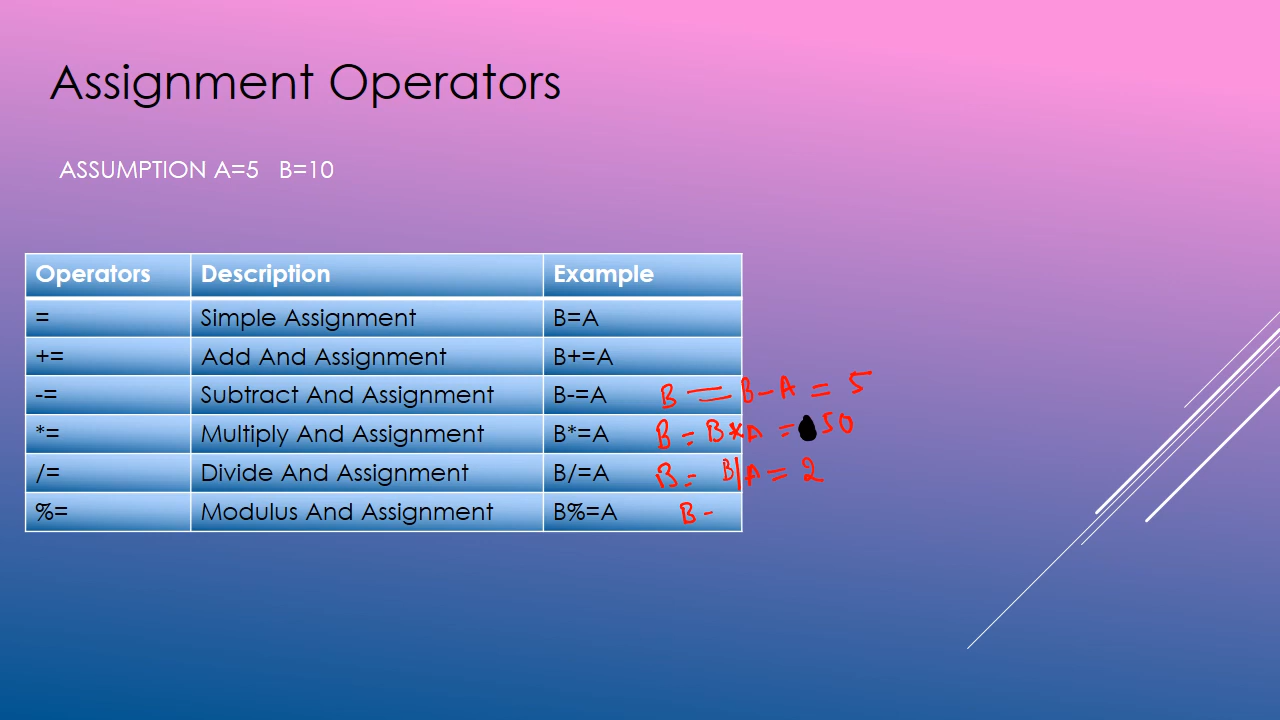 Assignment Operators
ASSUMPTION A=5 B=10
Operators Description Example
= Simple Assignment B=A
+= Add And Assignment B+=A
-= Subtract And Assignment B-=A B = B-A = 5
*= Multiply And Assignment B*=A B = B*A = 50
/= Divide And Assignment B/=A B = B/A = 2
%= Modulus And Assignment B%=A B -